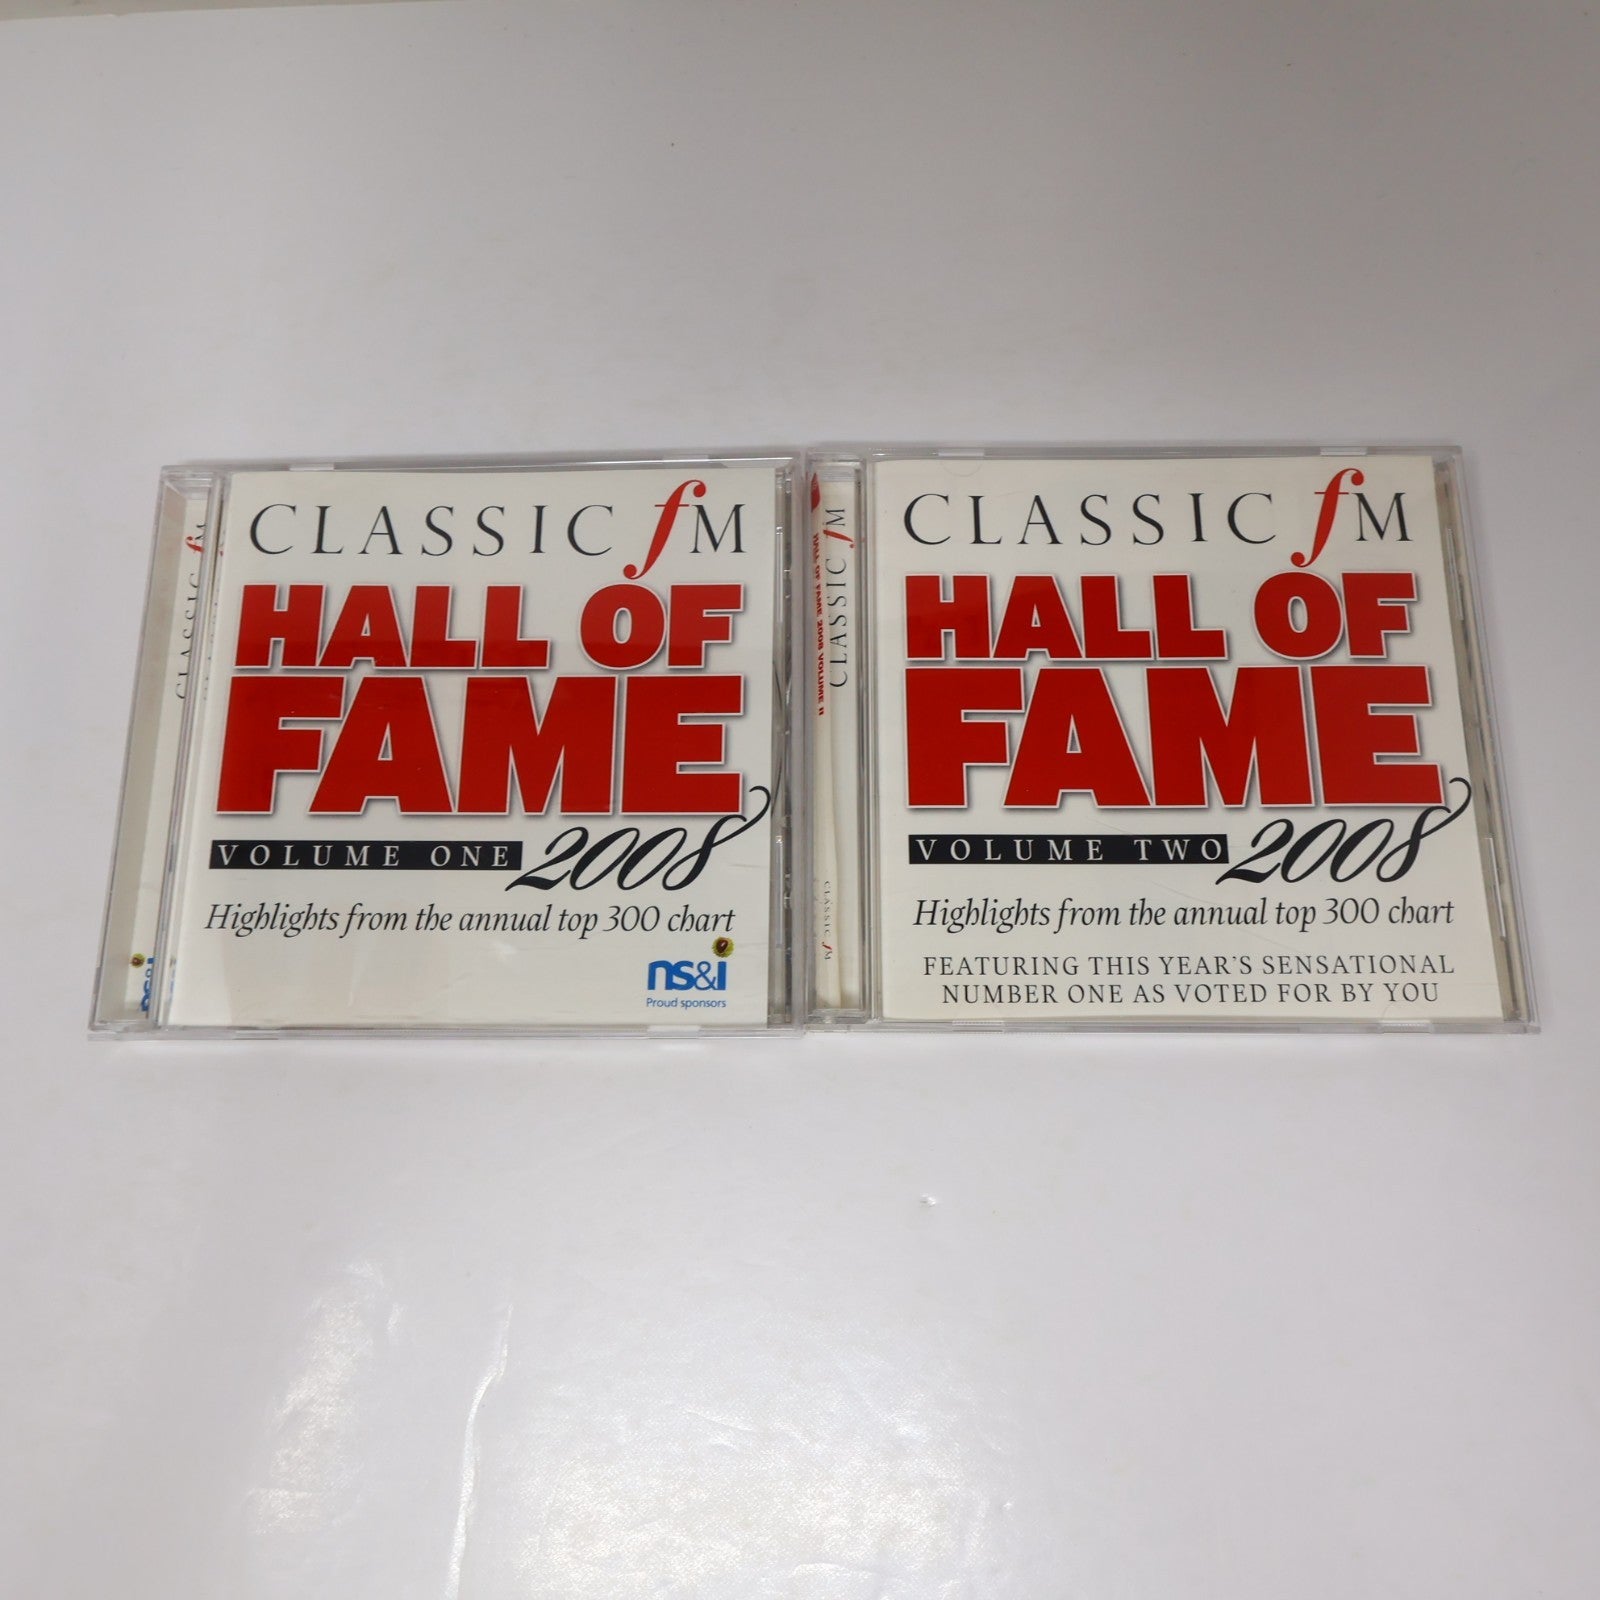 CLASSIC fM
HALL OF
FAME
VOLUME ONE 2008
Highlights from the annual top 300 chart
ns&i
Proud sponsors
CLASSIC fM
HALL OF FAME 2008 VOLUME II
CLASSIC fM
CLASSIC fM
CLASSIC fM
HALL OF
FAME
VOLUME TWO 2008
Highlights from the annual top 300 chart
FEATURING THIS YEAR'S SENSATIONAL
NUMBER ONE AS VOTED FOR BY YOU